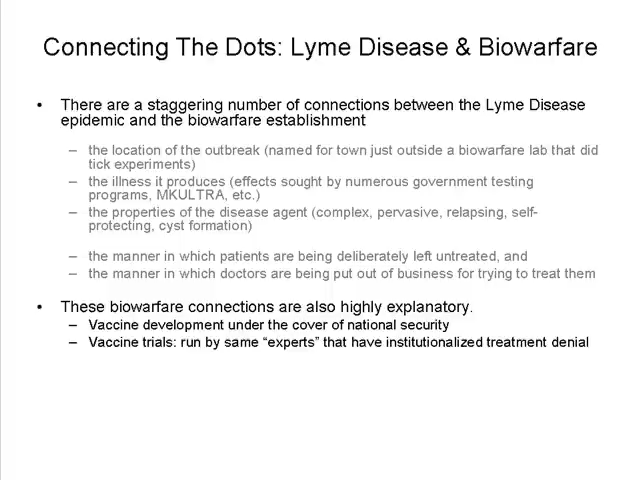 Connecting The Dots: Lyme Disease & Biowarfare
• There are a staggering number of connections between the Lyme Disease
epidemic and the biowarfare establishment
– the location of the outbreak (named for town just outside a biowarfare lab that did
tick experiments)
– the illness it produces (effects sought by numerous government testing
programs, MKULTRA, etc.)
– the properties of the disease agent (complex, pervasive, relapsing, self-
protecting, cyst formation)
– the manner in which patients are being deliberately left untreated, and
– the manner in which doctors are being put out of business for trying to treat them
• These biowarfare connections are also highly explanatory.
– Vaccine development under the cover of national security
– Vaccine trials: run by same “experts” that have institutionalized treatment denial